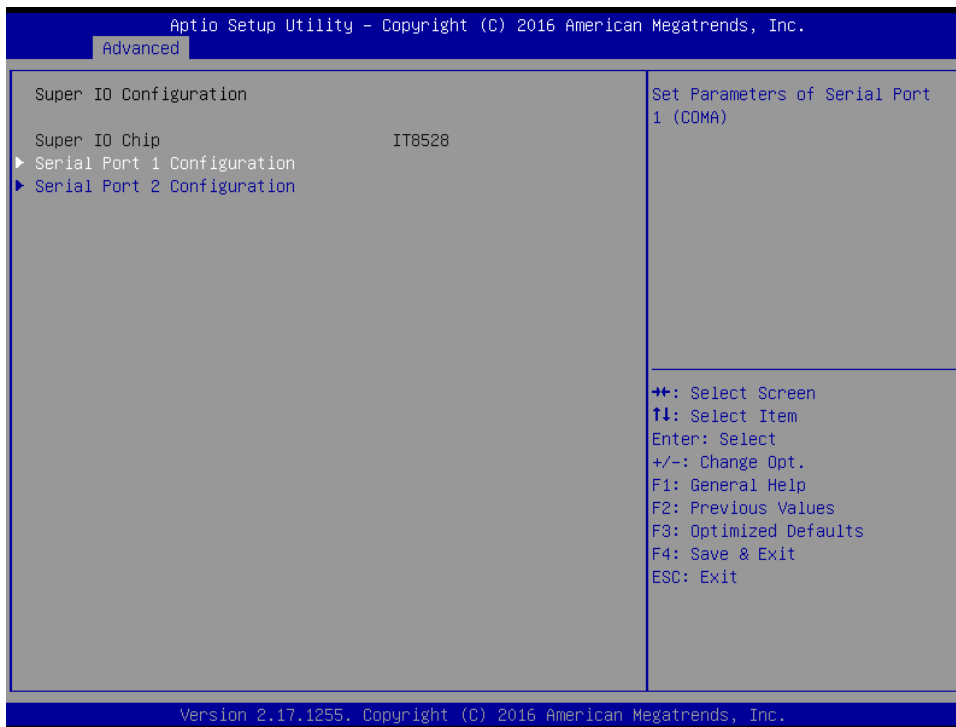 Aptio Setup Utility – Copyright (C) 2016 American Megatrends, Inc.
Advanced
Super IO Configuration
Super IO Chip IT8528
Serial Port 1 Configuration
Serial Port 2 Configuration
Set Parameters of Serial Port
1 (COMA)
→←: Select Screen
↑↓: Select Item
Enter: Select
+/-: Change Opt.
F1: General Help
F2: Previous Values
F3: Optimized Defaults
F4: Save & Exit
ESC: Exit
Version 2.17.1255. Copyright (C) 2016 American Megatrends, Inc.